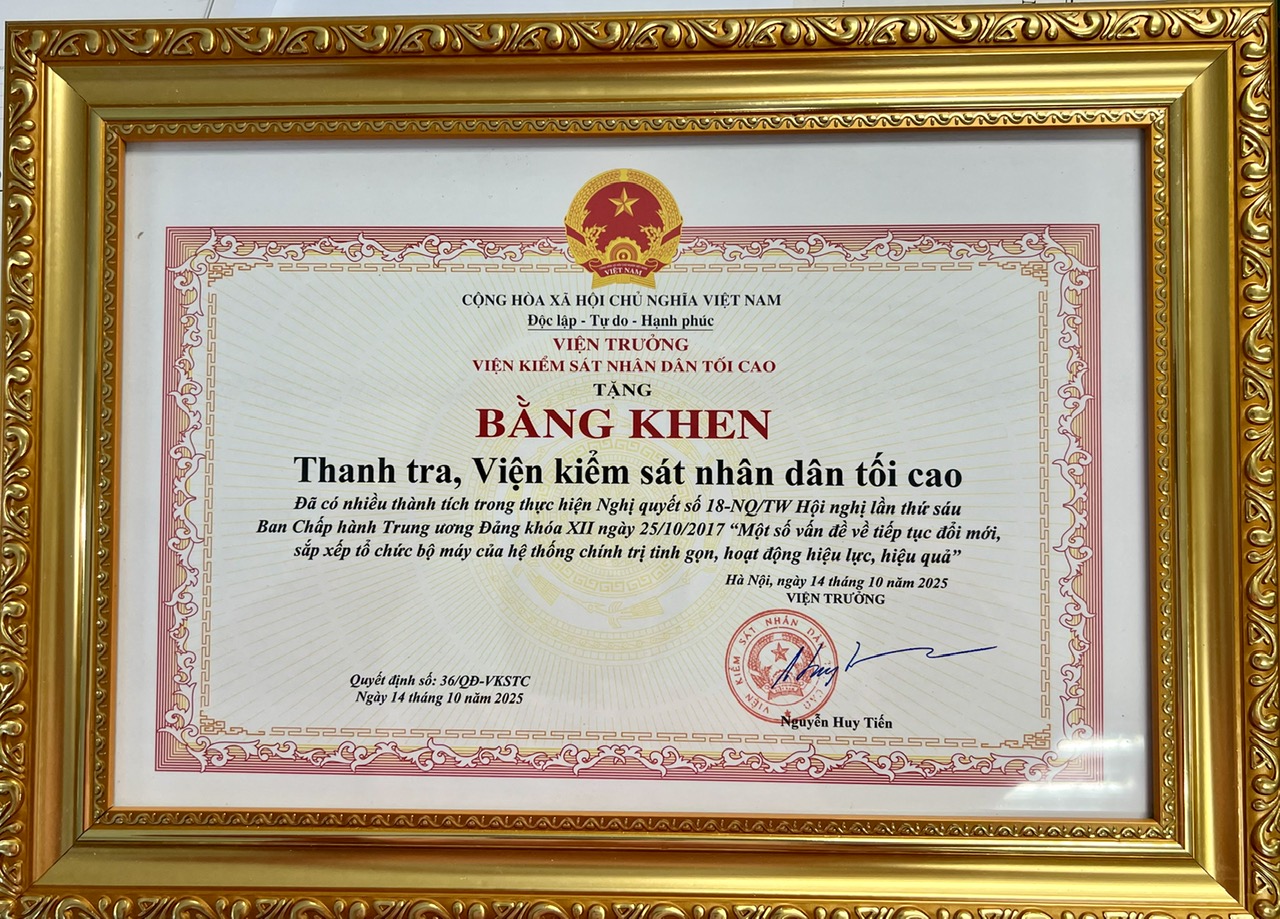 VIỆT NAM
CỘNG HÒA XÃ HỘI CHỦ NGHĨA VIỆT NAM
Độc lập - Tự do - Hạnh phúc
VIỆN TRƯỞNG
VIỆN KIỂM SÁT NHÂN DÂN TỐI CAO
TẶNG
BẰNG KHEN
Thanh tra, Viện kiểm sát nhân dân tối cao
Đã có nhiều thành tích trong thực hiện Nghị quyết số 18-NQ/TW Hội nghị lần thứ sáu
Ban Chấp hành Trung ương Đảng khóa XII ngày 25/10/2017 “Một số vấn đề về tiếp tục đổi mới,
sắp xếp tổ chức bộ máy của hệ thống chính trị tinh gọn, hoạt động hiệu lực, hiệu quả”
Hà Nội, ngày 14 tháng 10 năm 2025
VIỆN TRƯỞNG
VIỆN KIỂM SÁT NHÂN DÂN CAO
Nguyễn Huy Tiến
Quyết định số: 36/QĐ-VKSTC
Ngày 14 tháng 10 năm 2025